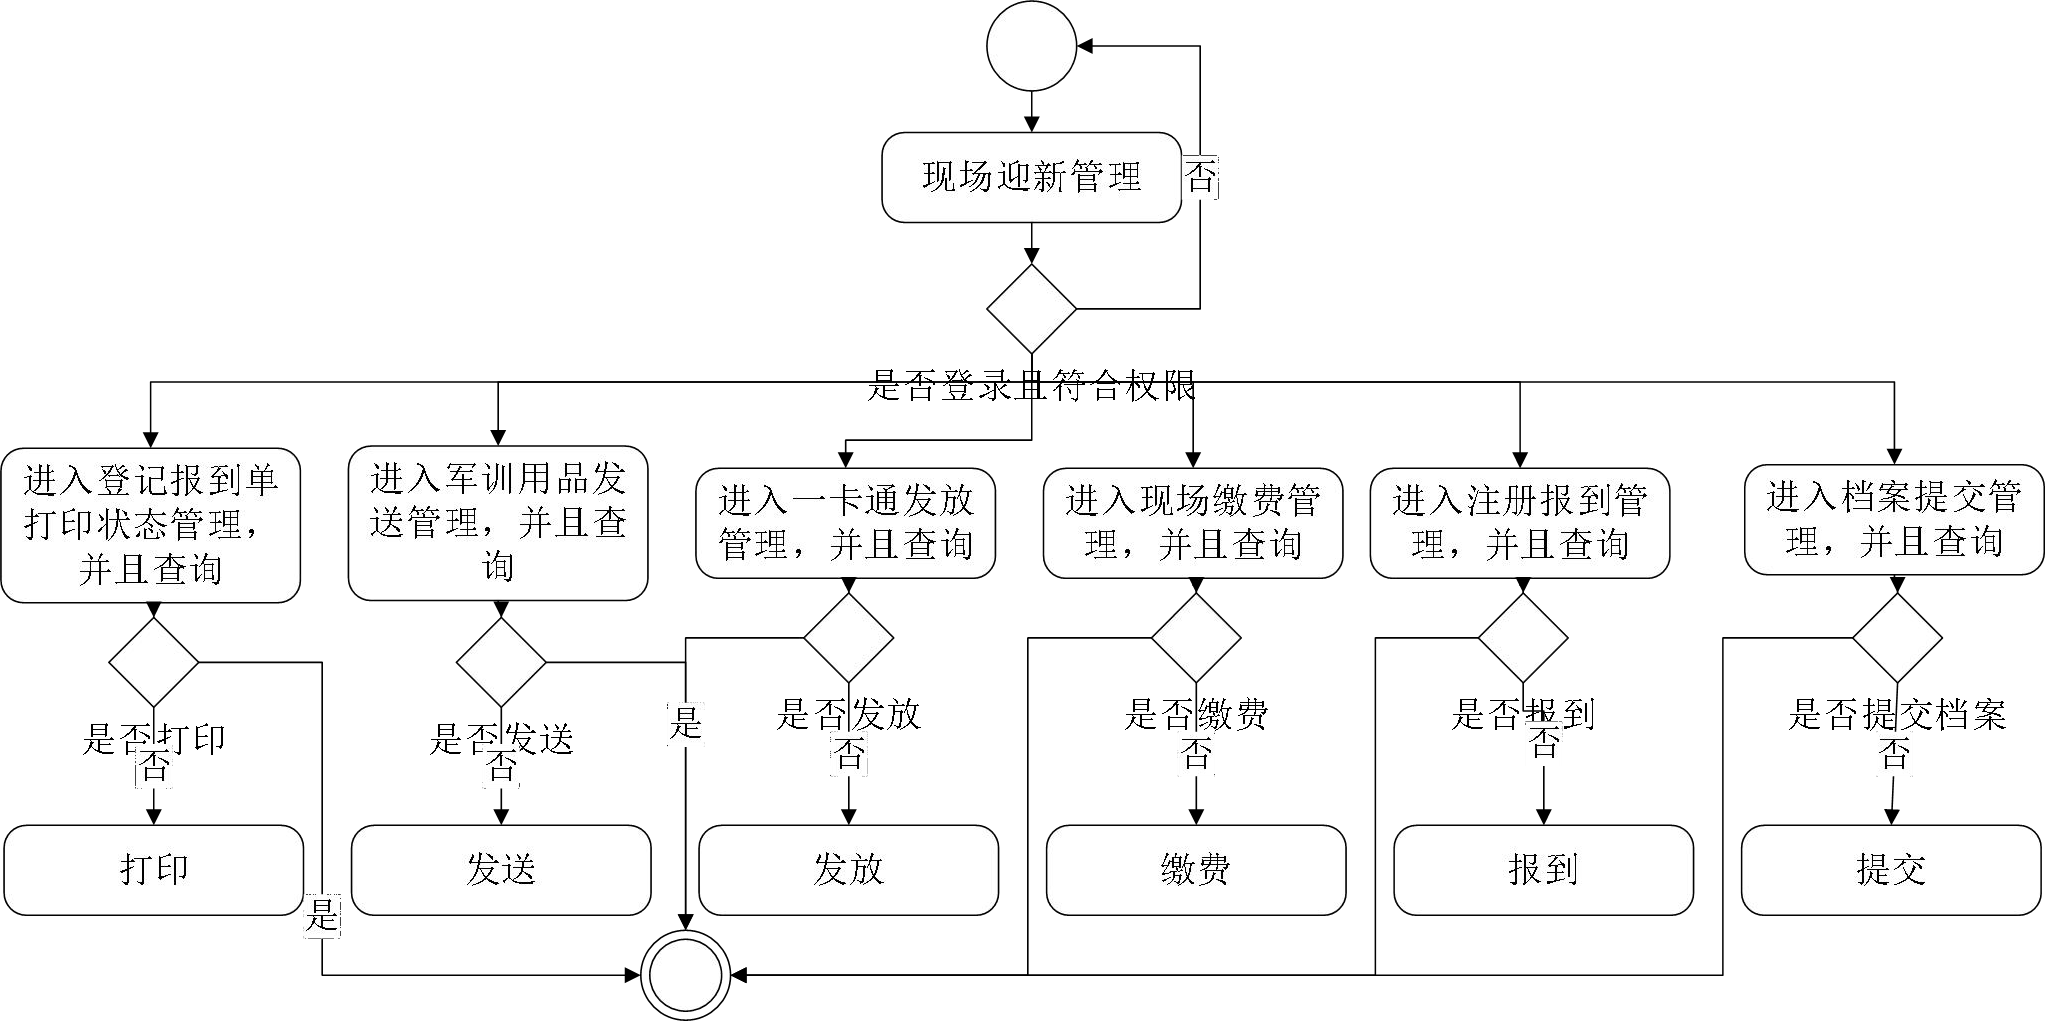 现场迎新管理
否
是否登录且符合权限
进入登记报到单
打印状态管理，
并且查询
进入军训用品发
送管理，并且查
询
进入一卡通发放
管理，并且查询
进入现场缴费管
理，并且查询
进入注册报到管
理，并且查询
进入档案提交管
理，并且查询
是否打印
否
是否发送
否
是
是否发放
否
是否缴费
否
是否报到
否
是否提交档案
否
打印
发送
发放
缴费
报到
提交
是